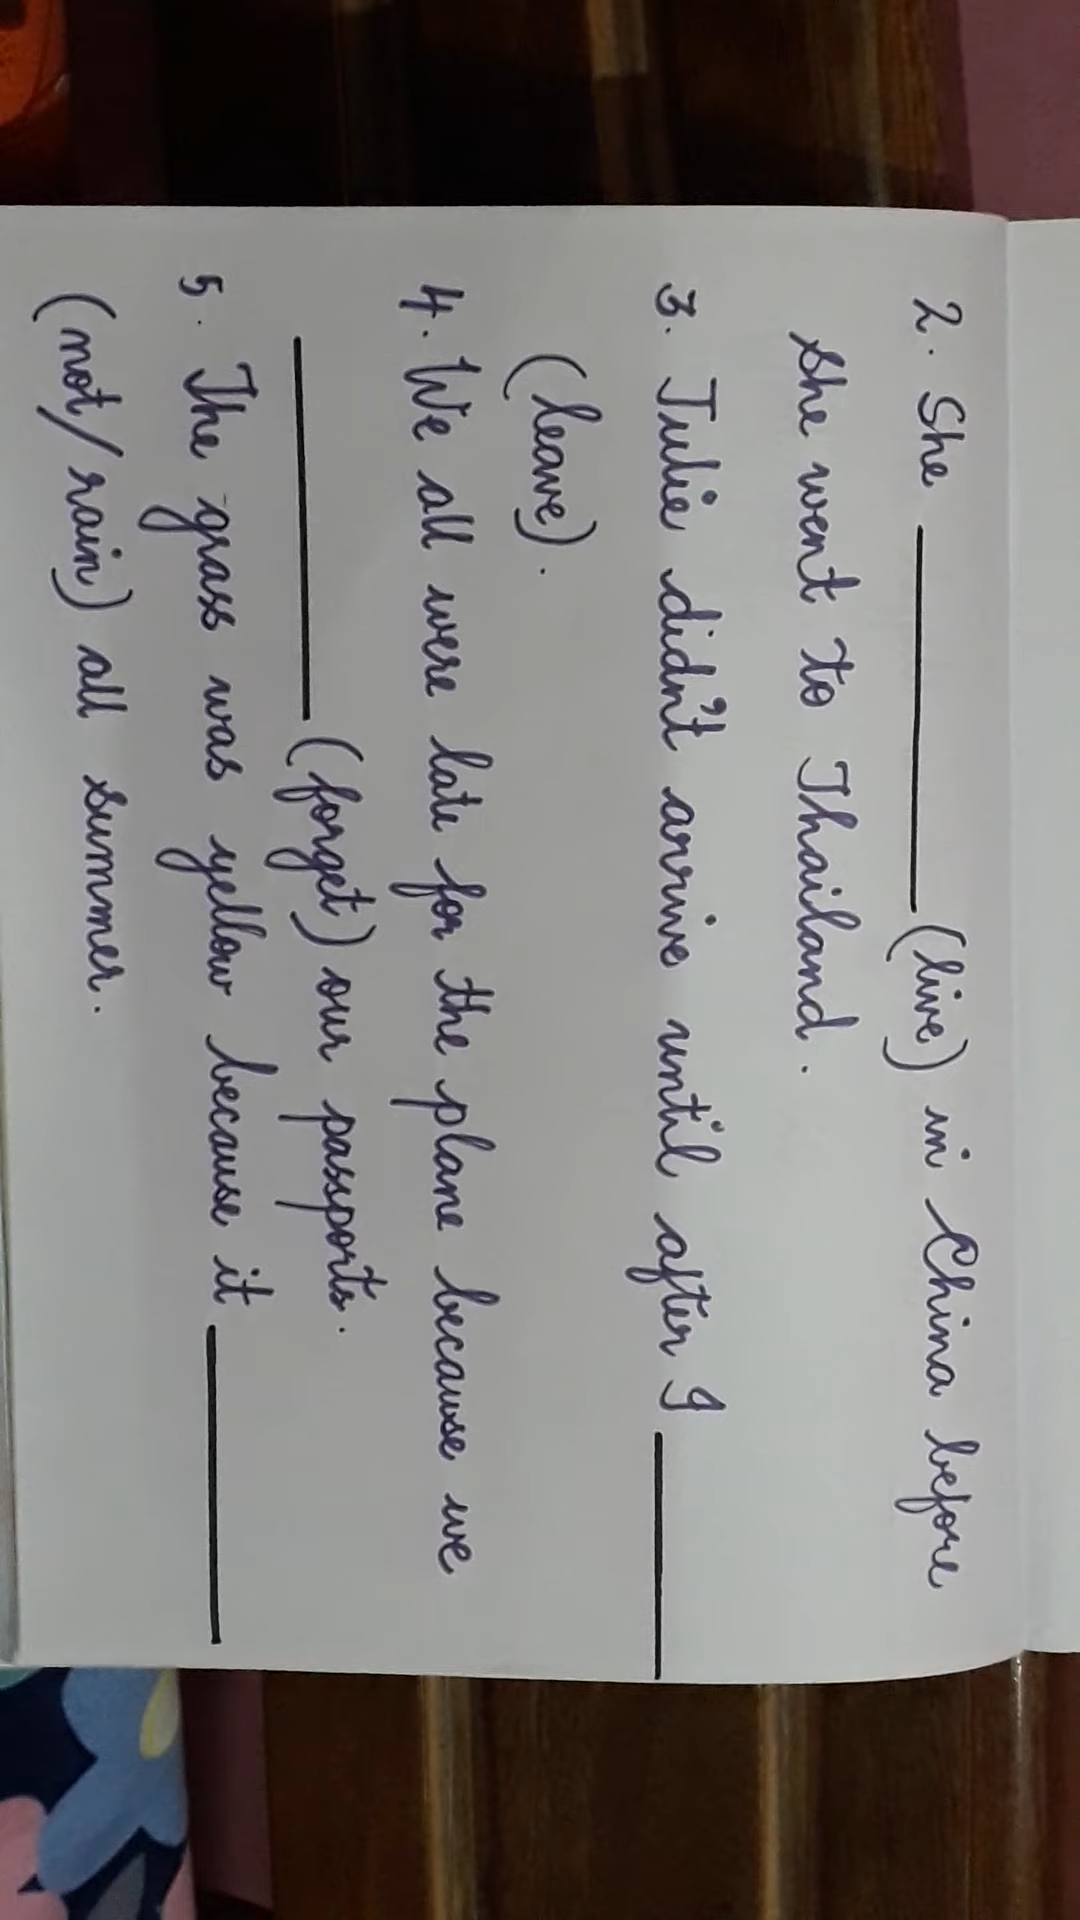 2. She ________ (live) in China before
she went to Thailand.
3. Julie didn't arrive until after I ________
(leave).
4. We all were late for the plane because we
________ (forget) our passports.
5. The grass was yellow because it ________
(not/rain) all summer.